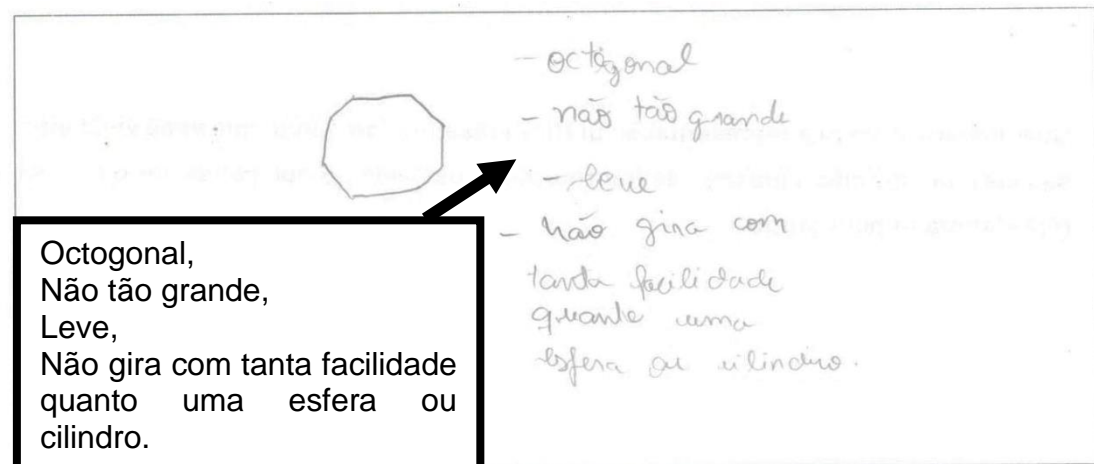 - octogonal
- não tão grande
- leve
- não gira com
tanta facilidade
quanto uma
esfera ou cilindro.
Octogonal,
Não tão grande,
Leve,
Não gira com tanta facilidade
quanto uma esfera ou
cilindro.